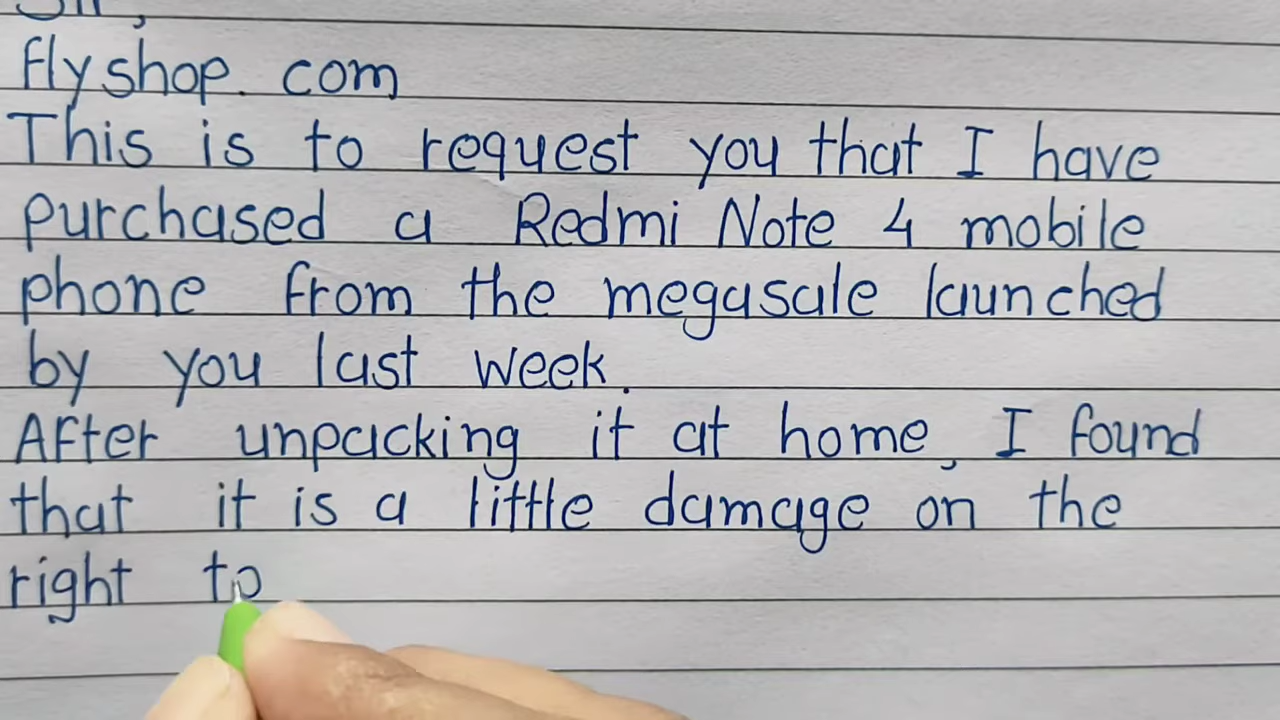 Sir,
flyshop. com
This is to request you that I have
purchased a Redmi Note 4 mobile
phone from the megasale launched
by you last week.
After unpacking it at home, I found
that it is a little damage on the
right to